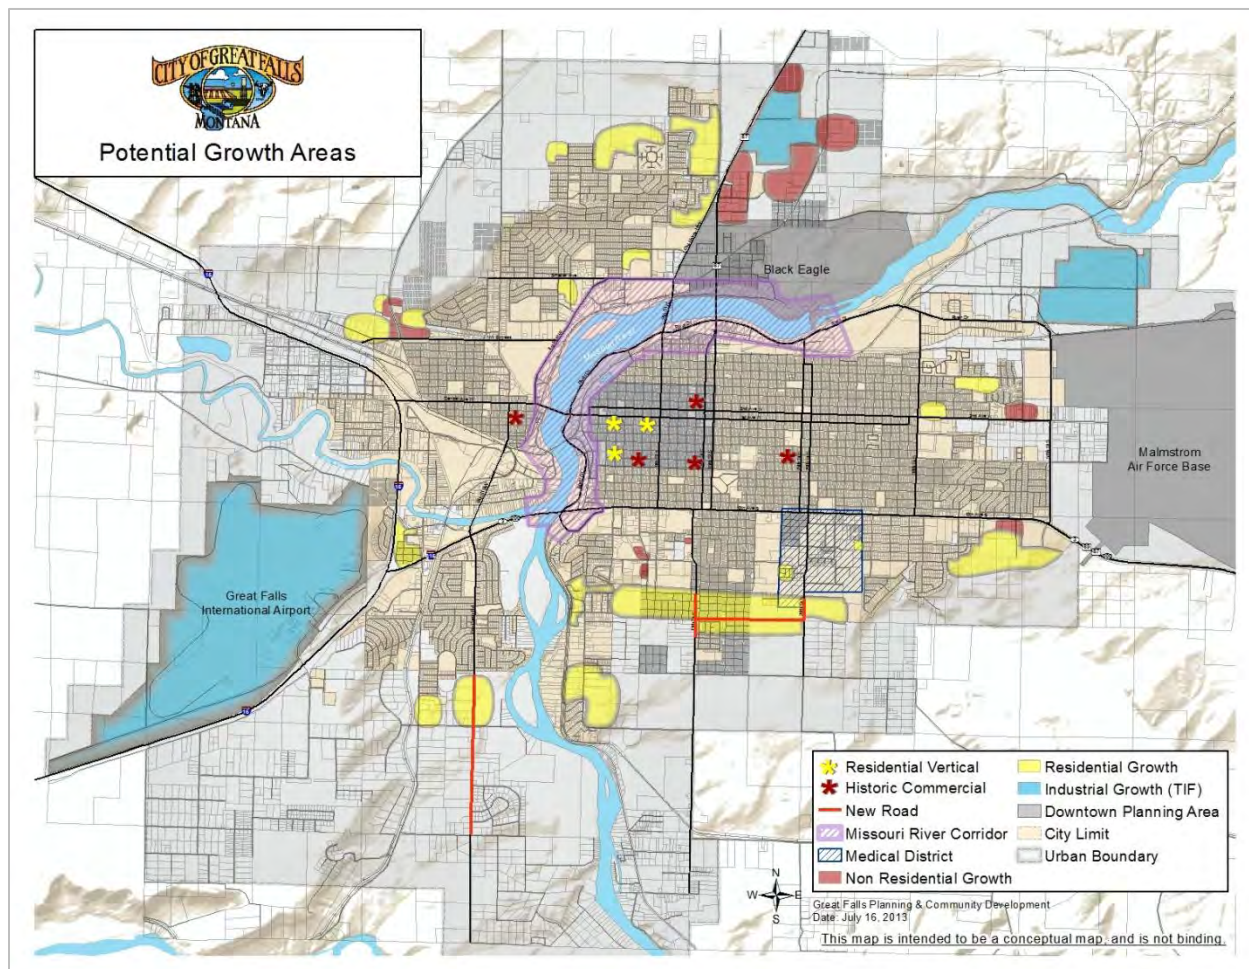 CITY OF GREAT FALLS
MONTANA
Potential Growth Areas
Black Eagle
Missouri River
Malmstrom
Air Force Base
Great Falls
International Airport
Residential Vertical
Historic Commercial
New Road
Missouri River Corridor
Medical District
Non Residential Growth
Residential Growth
Industrial Growth (TIF)
Downtown Planning Area
City Limit
Urban Boundary
N
W E
S
Great Falls Planning & Community Development
Date: July 16, 2013
This map is intended to be a conceptual map, and is not binding.